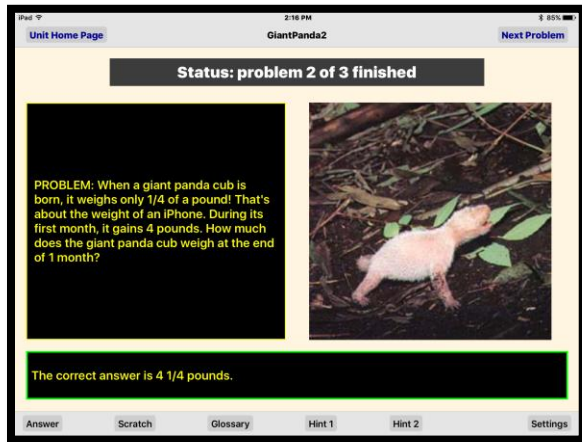 iPad 2:16 PM 85%
Unit Home Page GiantPanda2 Next Problem
Status: problem 2 of 3 finished
PROBLEM: When a giant panda cub is
born, it weighs only 1/4 of a pound! That's
about the weight of an iPhone. During its
first month, it gains 4 pounds. How much
does the giant panda cub weigh at the end
of 1 month?
The correct answer is 4 1/4 pounds.
Answer Scratch Glossary Hint 1 Hint 2 Settings